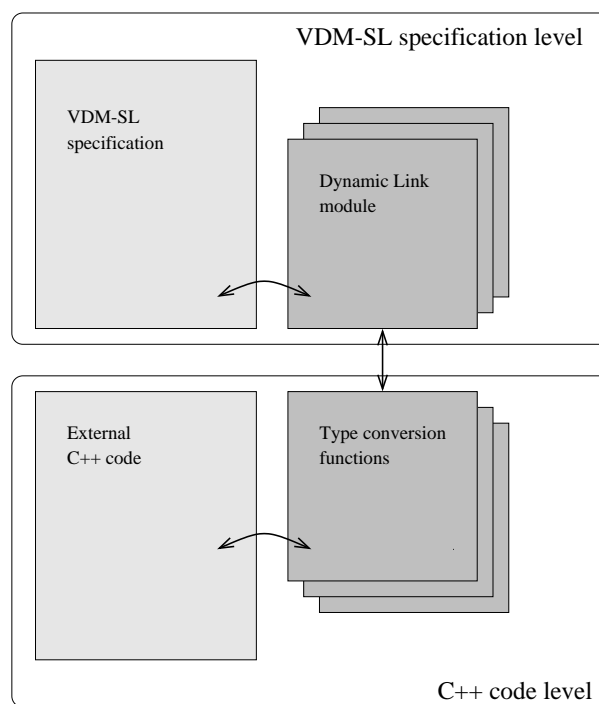 VDM-SL specification level
VDM-SL
specification
Dynamic Link
module
External
C++ code
Type conversion
functions
C++ code level